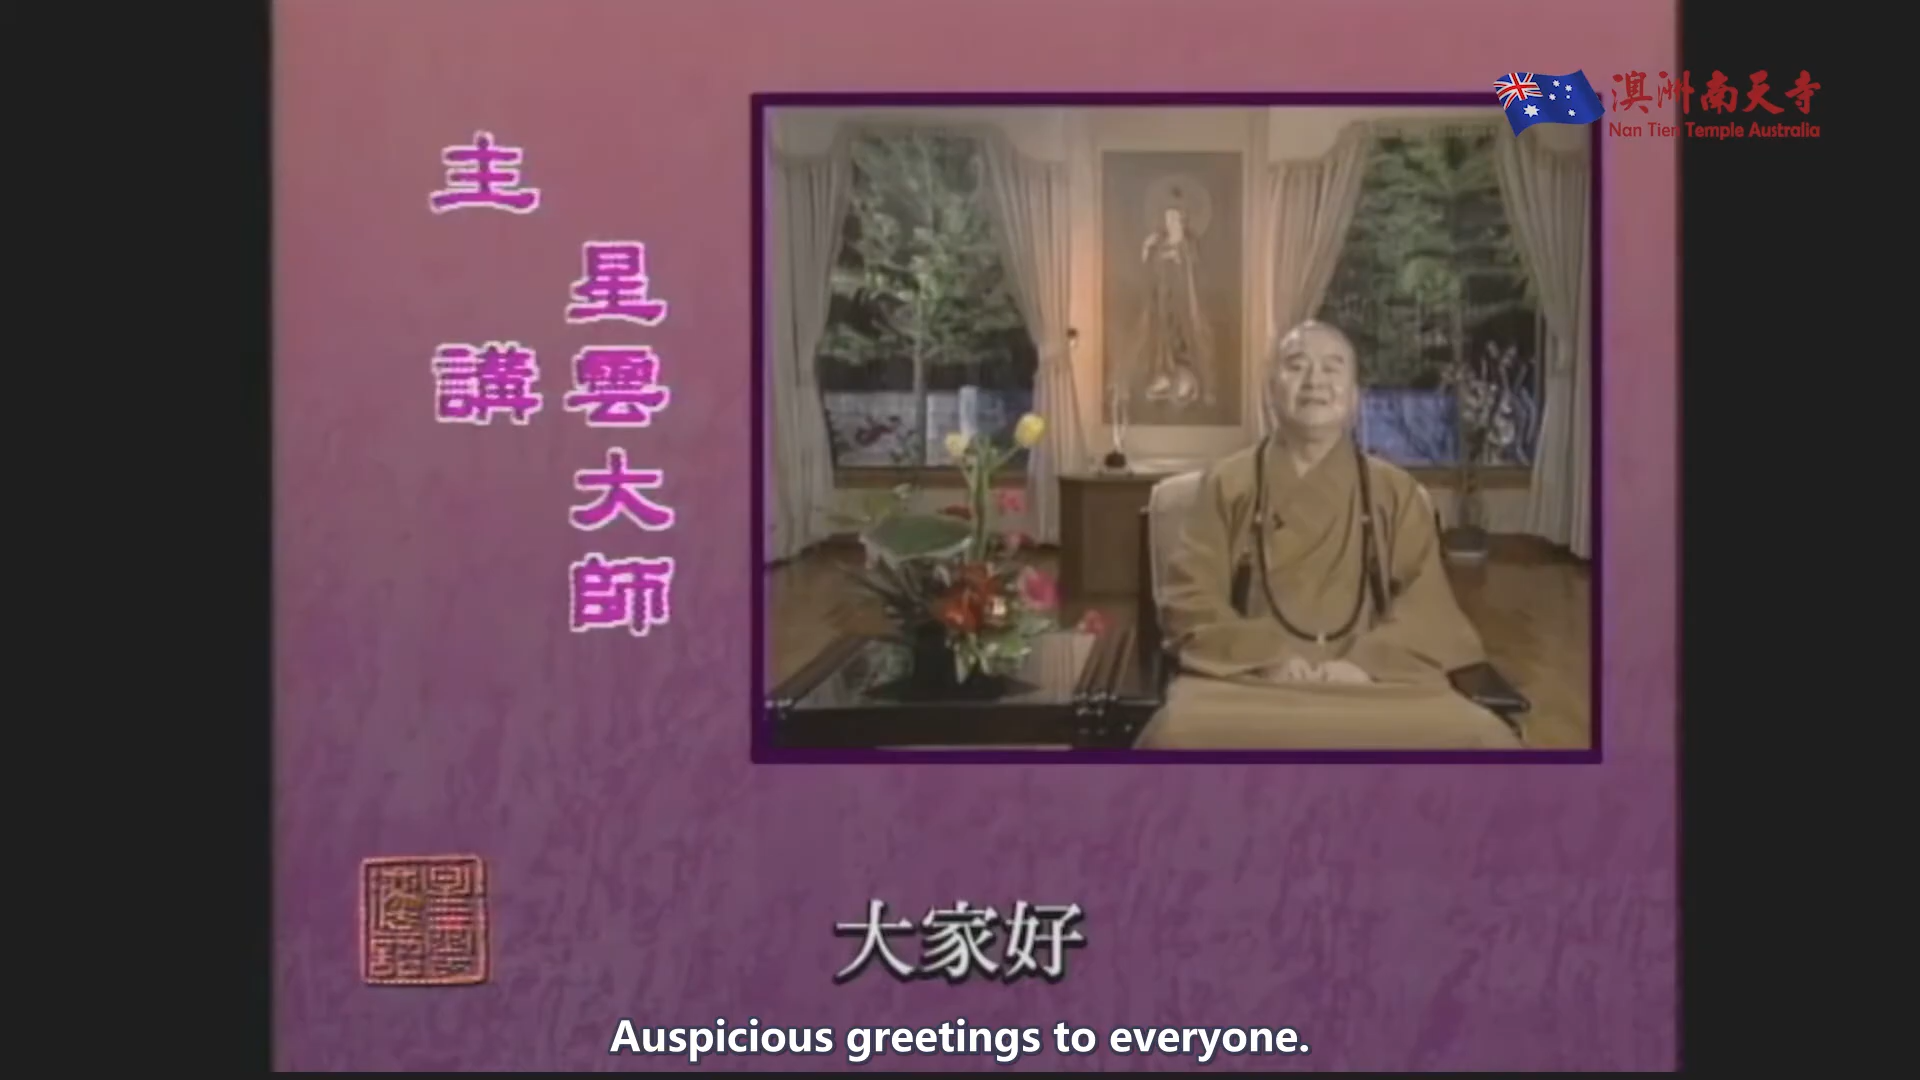 澳洲南天寺
Nan Tien Temple Australia
主講
星雲大師
大家好
Auspicious greetings to everyone.